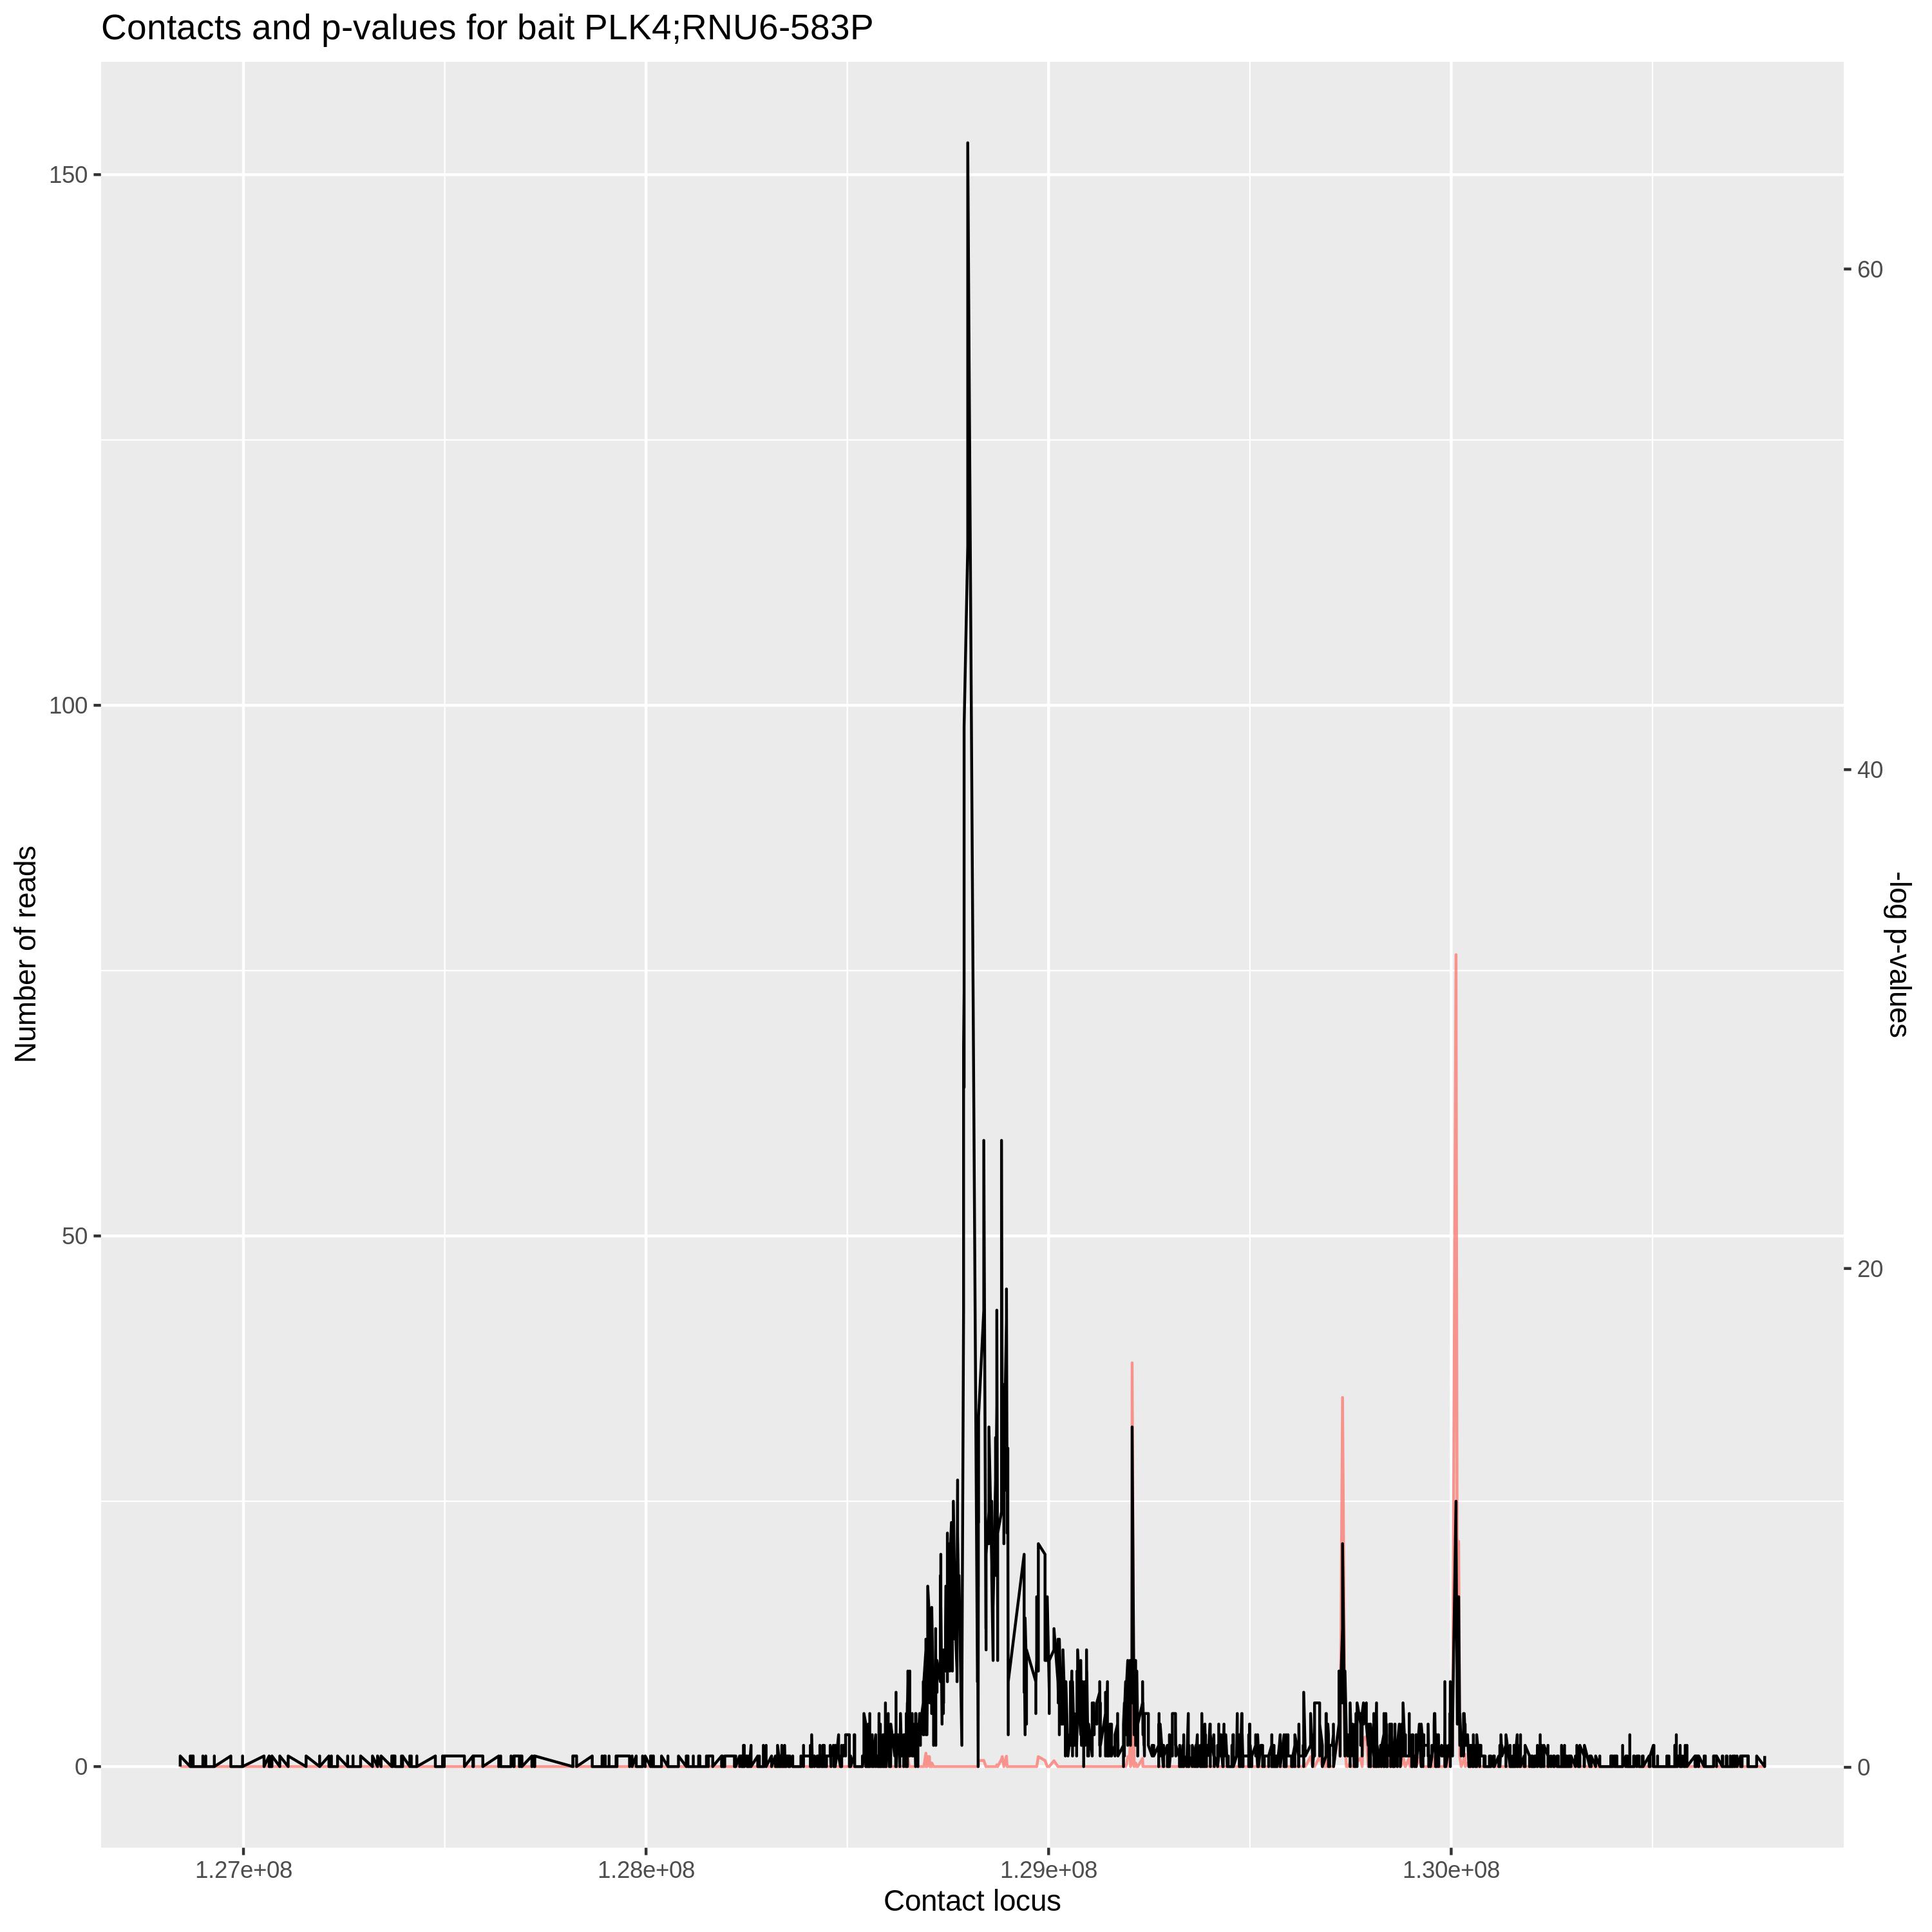 Contacts and p-values for bait PLK4;RNU6-583P
150
100
50
0
Number of reads
60
40
20
0
-log p-values
1.27e+08
1.28e+08
1.29e+08
1.30e+08
Contact locus